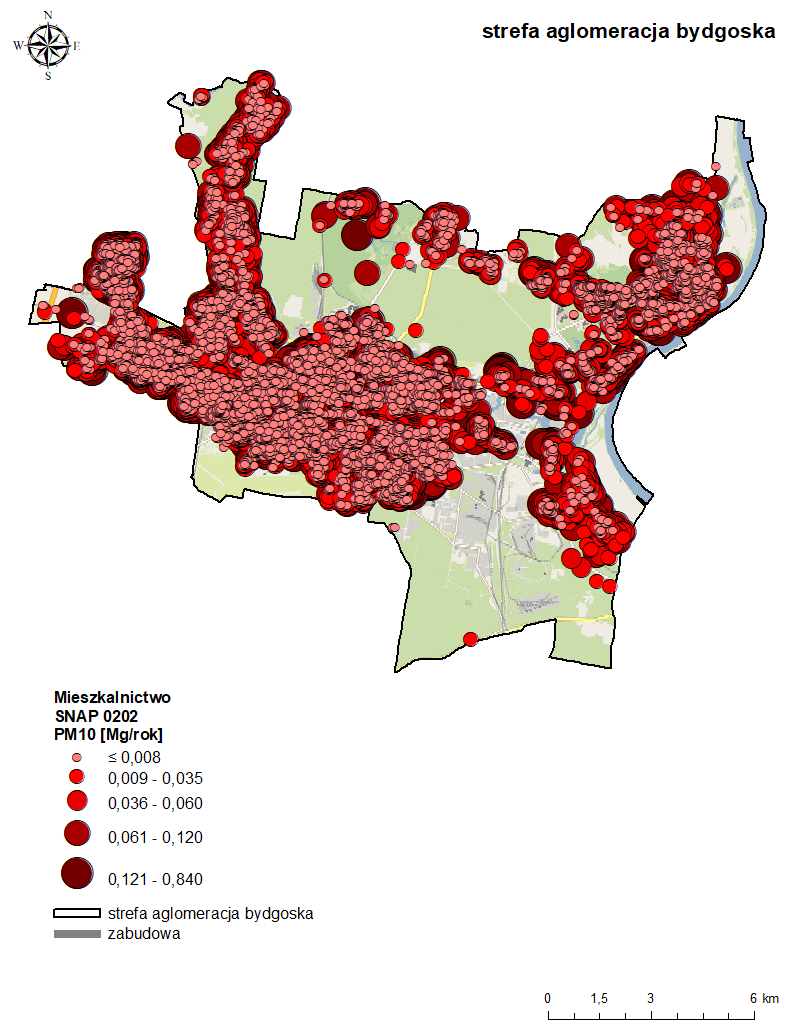 N
strefa aglomeracja bydgoska
W E
S
Mieszkalnictwo
SNAP 0202
PM10 [Mg/rok]
≤ 0,008
0,009 - 0,035
0,036 - 0,060
0,061 - 0,120
0,121 - 0,840
strefa aglomeracja bydgoska
zabudowa
0 1,5 3 6 km